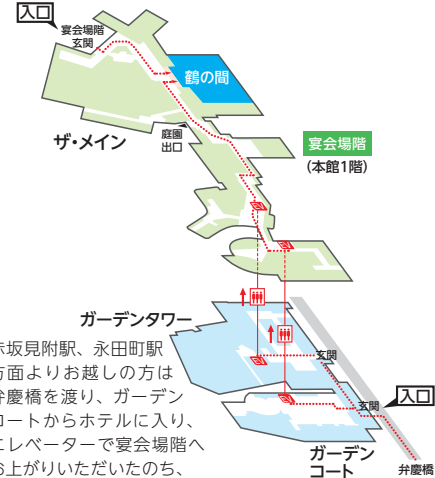 入口
宴会場階
玄関
鶴の間
ザ・メイン
庭園
出口
宴会場階
(本館1階)
ガーデンタワー
赤坂見附駅、永田町駅
方面よりお越しの方は
弁慶橋を渡り、ガーデン
コートからホテルに入り、
エレベーターで宴会場階へ
お上がりいただいたのち、
玄関
玄関
入口
ガーデン
コート
弁慶橋